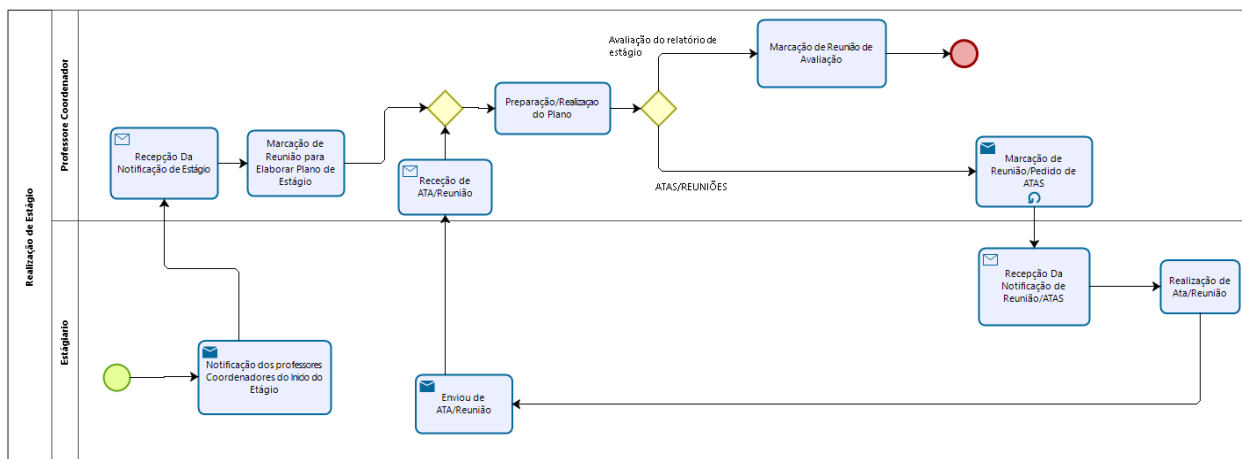 Realização de Estágio
Professore Coordenador
Estágiario
Avaliação do relatório de
estágio
Marcação de Reunião de
Avaliação
Preparação/Realizaçao
do Plano
Recepção Da
Notificação de Estágio
Marcação de
Reunião para
Elaborar Plano de
Estágio
Receção de
ATA/Reunião
ATAS/REUNIÕES
Marcação de
Reunião/Pedido de
ATAS
Recepção Da
Notificação de
Reunião/ATAS
Realização de
Ata/Reunião
Notificação dos professores
Coordenadores do Inicio do
Etágio
Enviou de
ATA/Reunião